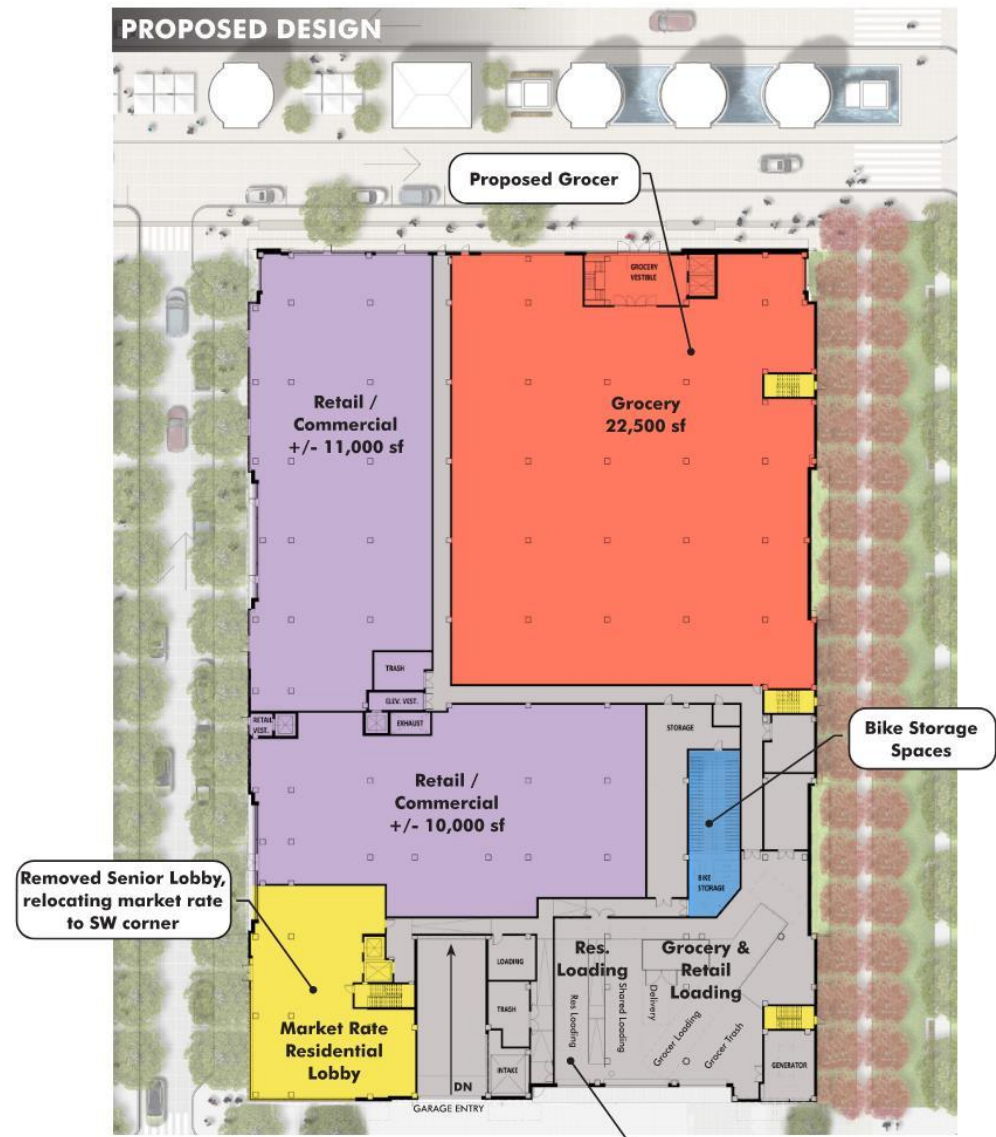 PROPOSED DESIGN
Proposed Grocer
GROCERY
VESTIBLE
Retail /
Commercial
+/- 11,000 sf
Grocery
22,500 sf
TRASH
ELEV. VEST.
RETAIL
VEST.
EXHAUST
STORAGE
Bike Storage
Spaces
Retail /
Commercial
+/- 10,000 sf
BIKE
STORAGE
Removed Senior Lobby,
relocating market rate
to SW corner
LOADING
Res.
Loading
Grocery &
Retail
Loading
Res Loading
Shared Loading
Delivery
Grocer Loading
Grocer Trash
TRASH
Market Rate
Residential
Lobby
INTAKE
GENERATOR
DN
GARAGE ENTRY